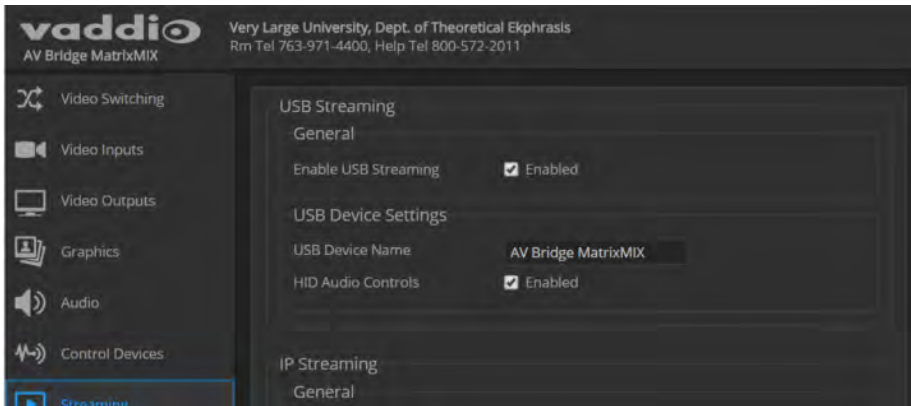 vaddio
AV Bridge MatrixMIX
Very Large University, Dept. of Theoretical Ekphrasis
Rm Tel 763-971-4400, Help Tel 800-572-2011
Video Switching
Video Inputs
Video Outputs
Graphics
Audio
Control Devices
Streaming
USB Streaming
General
Enable USB Streaming Enabled
USB Device Settings
USB Device Name AV Bridge MatrixMIX
HID Audio Controls Enabled
IP Streaming
General